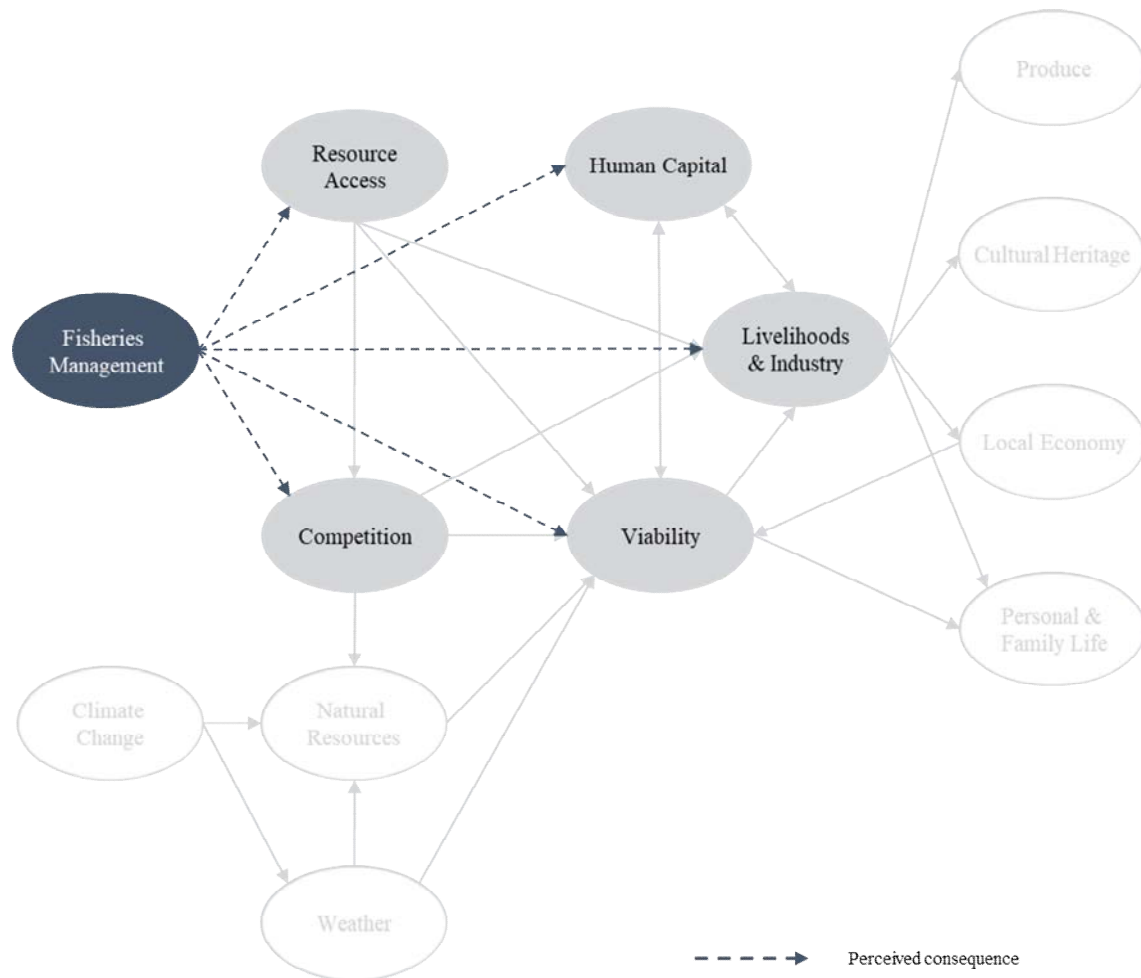 Produce
Resource
Access
Human Capital
Cultural Heritage
Fisheries
Management
Livelihoods
& Industry
Local Economy
Competition
Viability
Personal &
Family Life
Climate
Change
Natural
Resources
Weather
Perceived consequence